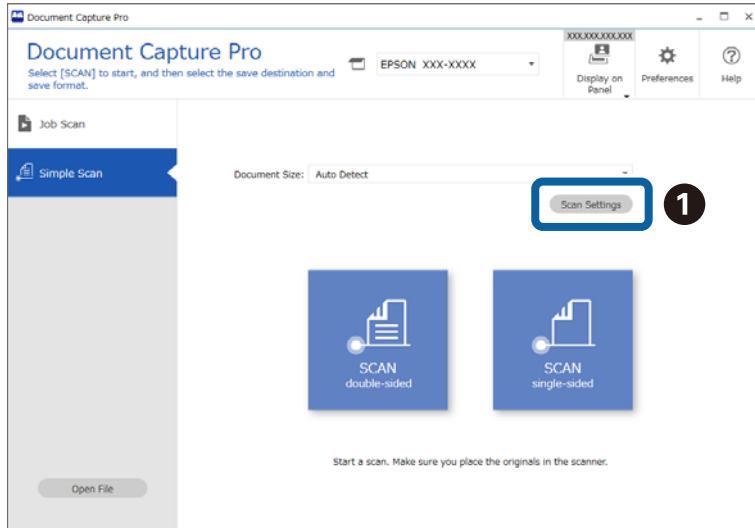 Document Capture Pro
Document Capture Pro
Select [SCAN] to start, and then select the save destination and
save format.
EPSON XXX-XXXX
XXX.XXX.XXX.XXX
Display on
Panel
Preferences
Help
Job Scan
Simple Scan
Document Size: Auto Detect
Scan Settings
1
SCAN
double-sided
SCAN
single-sided
Start a scan. Make sure you place the originals in the scanner.
Open File